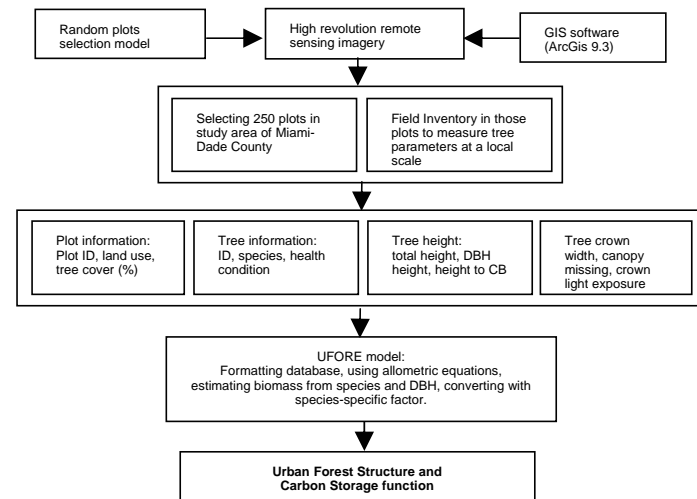 Random plots
selection model
High revolution remote
sensing imagery
GIS software
(ArcGis 9.3)
Selecting 250 plots in
study area of Miami-
Dade County
Field Inventory in those
plots to measure tree
parameters at a local
scale
Plot information:
Plot ID, land use,
tree cover (%)
Tree information:
ID, species, health
condition
Tree height:
total height, DBH
height, height to CB
Tree crown
width, canopy
missing, crown
light exposure
UFORE model:
Formatting database, using allometric equations,
estimating biomass from species and DBH, converting with
species-specific factor.
Urban Forest Structure and
Carbon Storage function